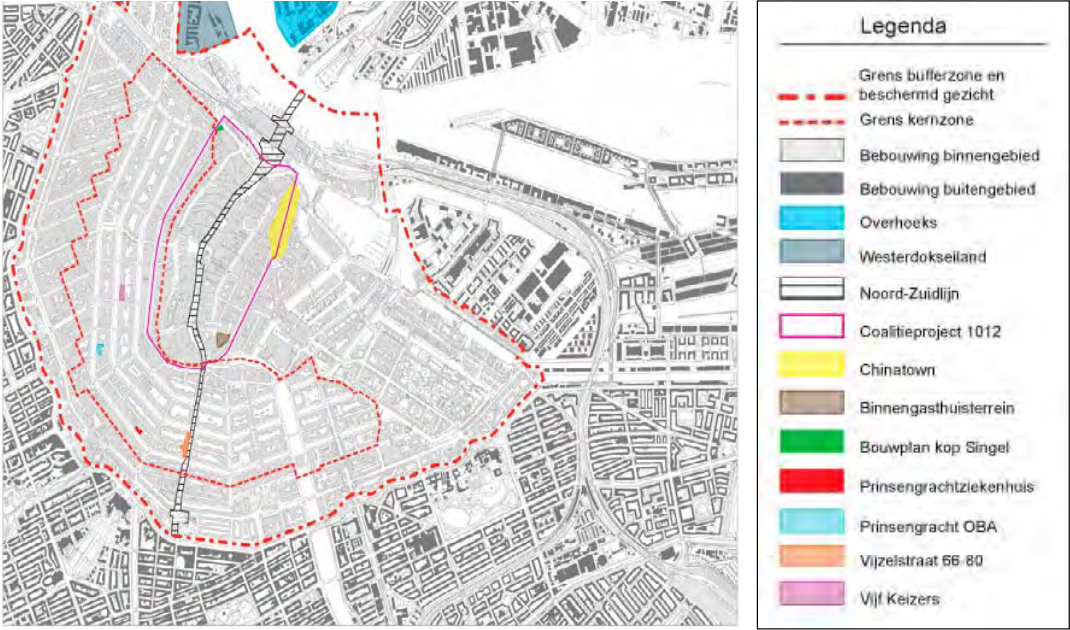 Legenda
Grens bufferzone en
beschermd gezicht
Grens kernzone
Bebouwing binnengebied
Bebouwing buitengebied
Overhoeks
Westerdokseiland
Noord-Zuidlijn
Coalitieproject 1012
Chinatown
Binnengasthuisterrein
Bouwplan kop Singel
Prinsengrachtziekenhuis
Prinsengracht OBA
Vijzelstraat 66-80
Vijf Keizers